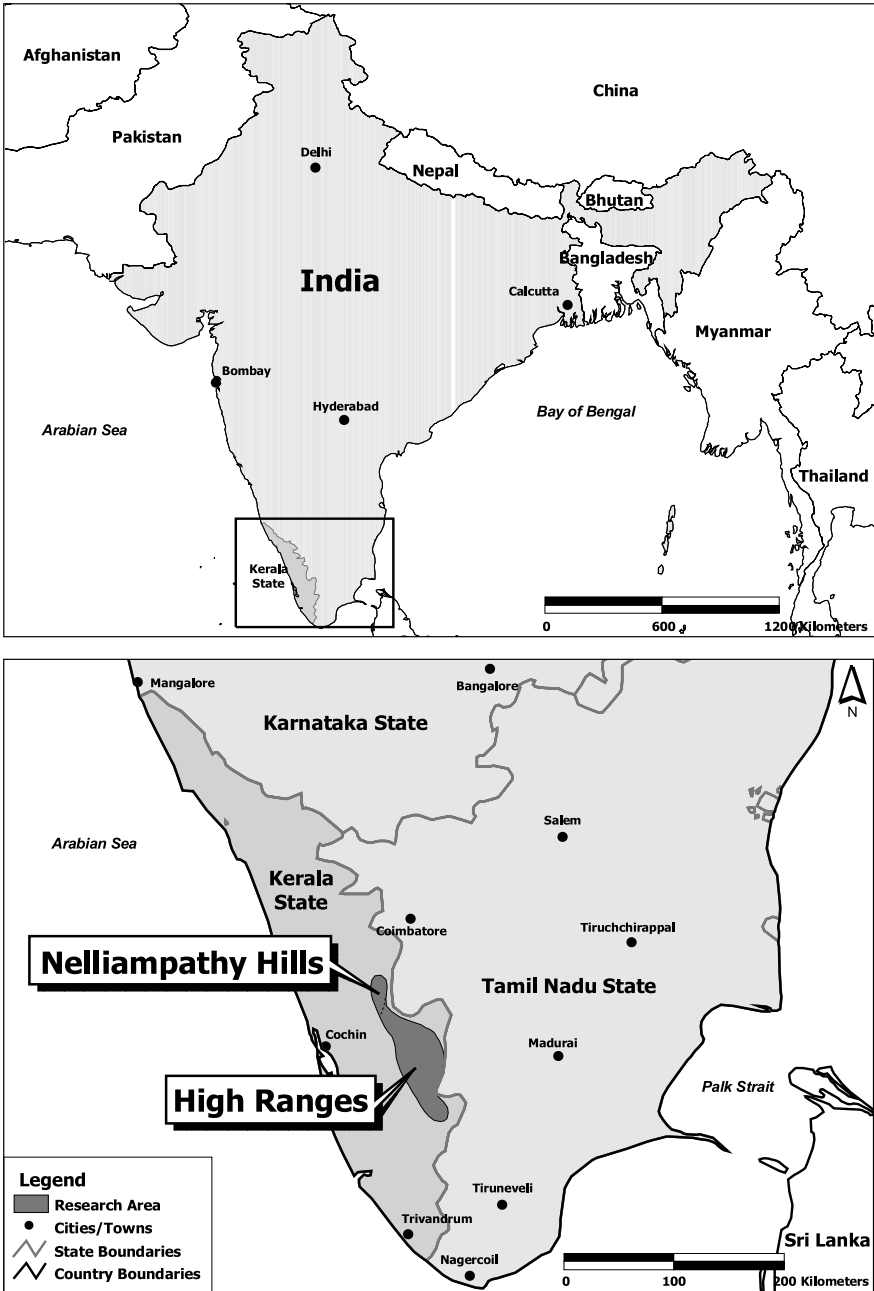 Afghanistan
China
Pakistan
Delhi
Nepal
Bhutan
Bangladesh
India
Calcutta
Myanmar
Bombay
Hyderabad
Arabian Sea
Bay of Bengal
Thailand
Kerala
State
0
600
1200 Kilometers
Mangalore
Bangalore
N
Karnataka State
Arabian Sea
Salem
Kerala
State
Coimbatore
Tiruchchirappal
Nelliampathy Hills
Tamil Nadu State
Cochin
Madurai
Palk Strait
High Ranges
Legend
Research Area
Cities/Towns
State Boundaries
Country Boundaries
Tiruneveli
Trivandrum
Nagercoil
Sri Lanka
0
100
200 Kilometers